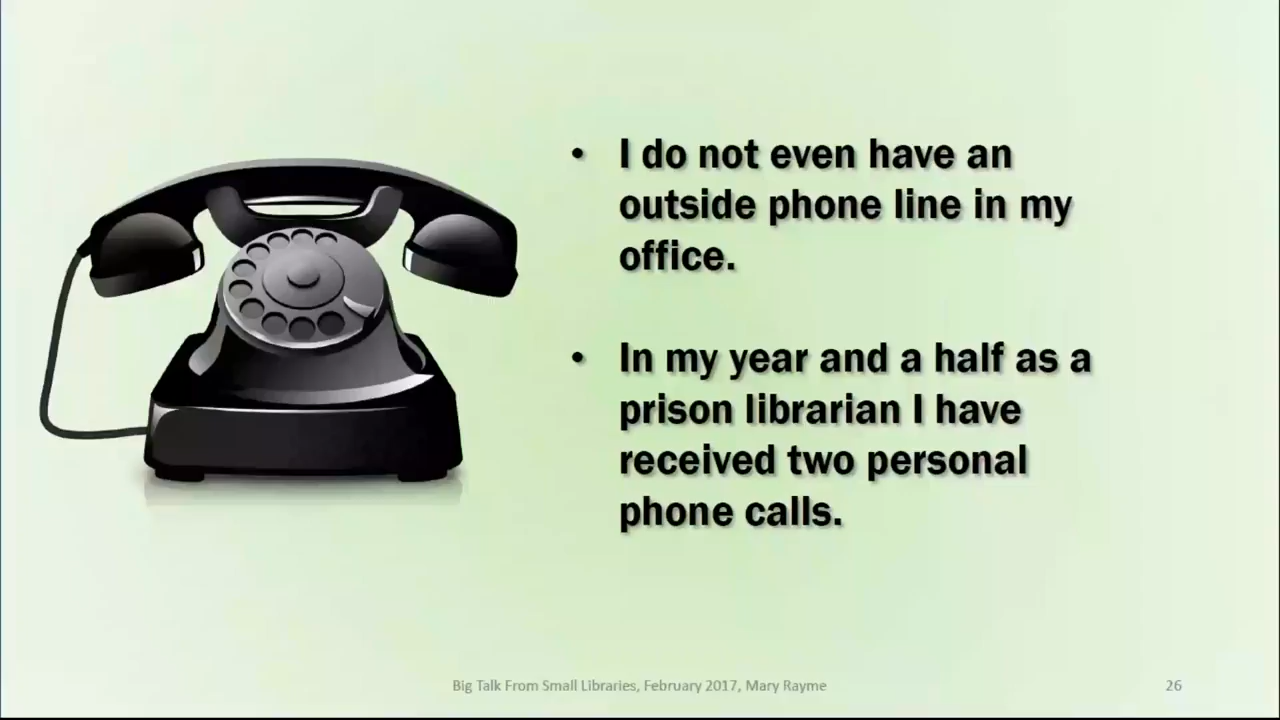 • I do not even have an
outside phone line in my
office.
• In my year and a half as a
prison librarian I have
received two personal
phone calls.
Big Talk From Small Libraries, February 2017, Mary Rayme
26